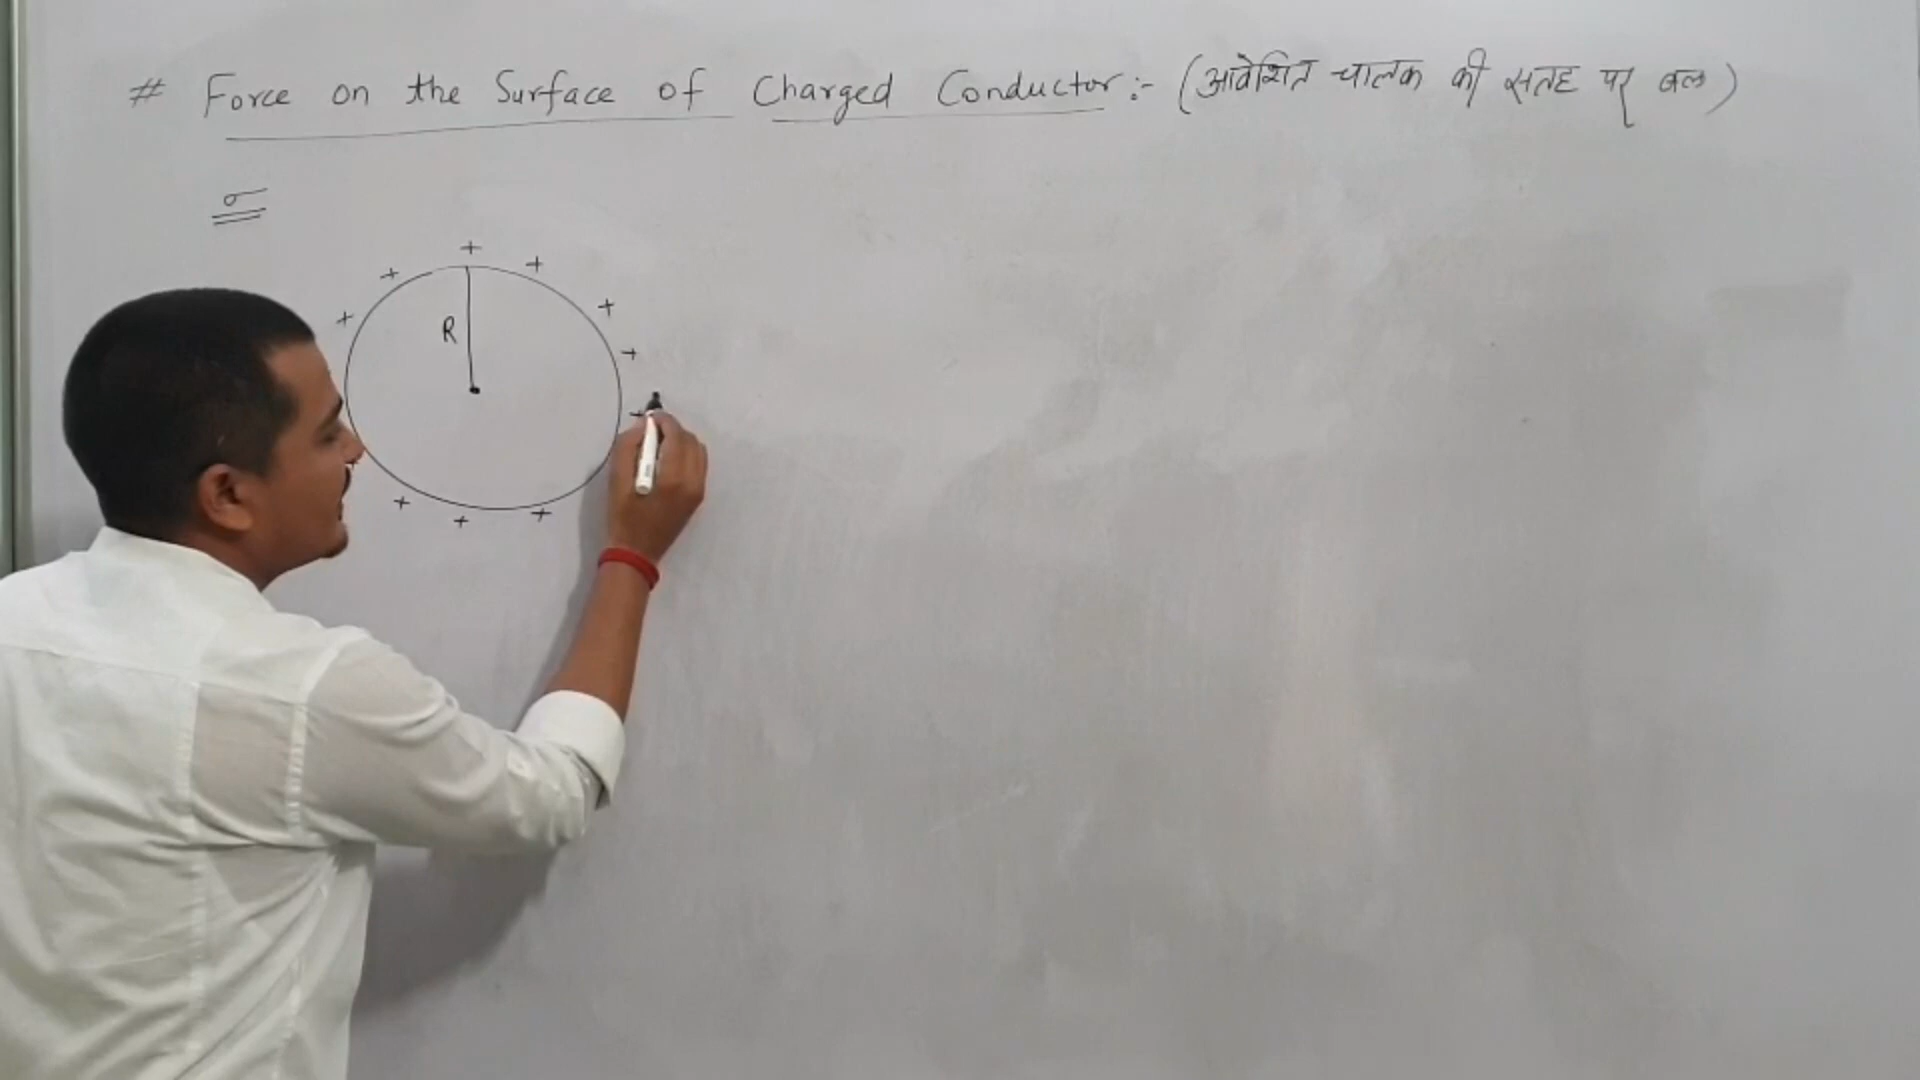 # Force on the Surface of Charged Conductor:- (आवेशित चालक की सतह पर बल)
σ
+ + + + + + + + + + +
R